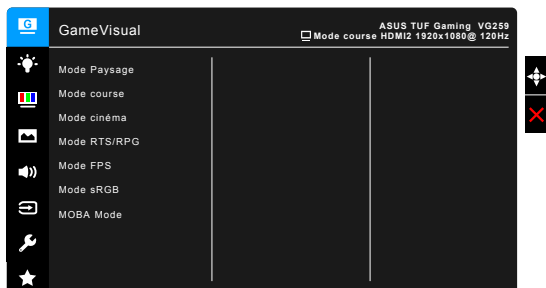 G
GameVisual
ASUS TUF Gaming VG259
Mode course HDMI2 1920x1080@ 120Hz
Mode Paysage
Mode course
Mode cinéma
Mode RTS/RPG
Mode FPS
Mode sRGB
MOBA Mode